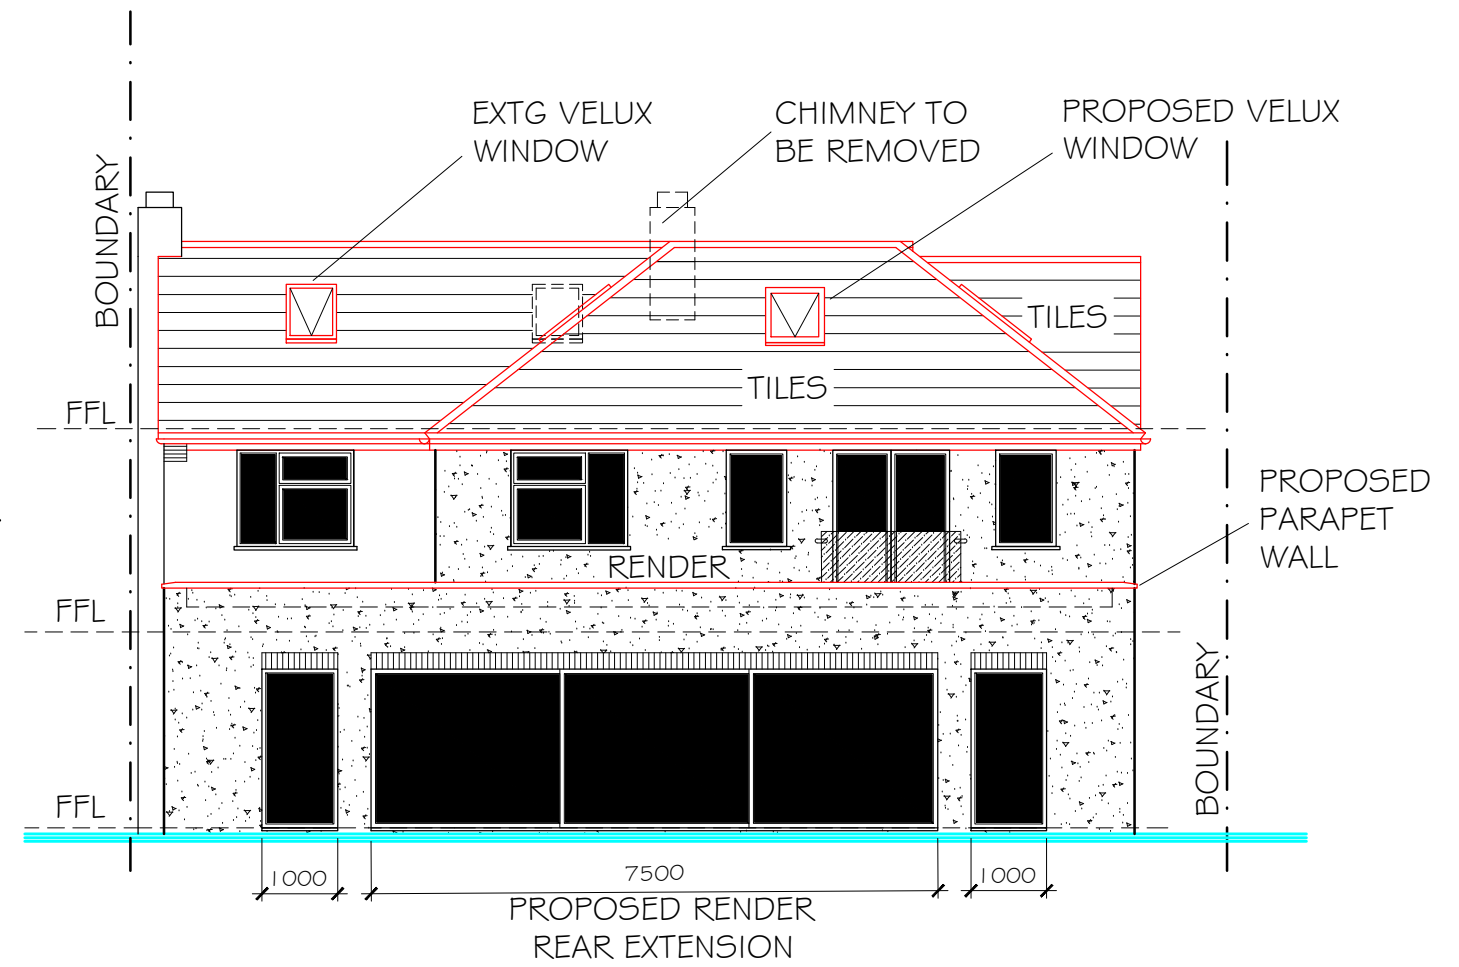 EXTG VELUX
WINDOW
CHIMNEY TO
BE REMOVED
PROPOSED VELUX
WINDOW
BOUNDARY
TILES
TILES
FFL
PROPOSED
PARAPET
WALL
RENDER
FFL
BOUNDARY
FFL
1000
7500
1000
PROPOSED RENDER
REAR EXTENSION